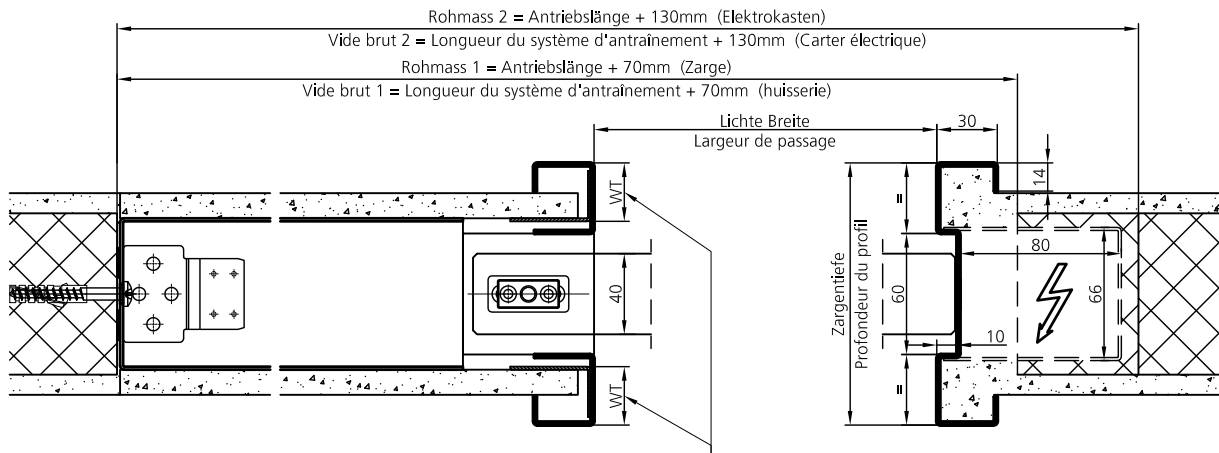 Rohmass 2 = Antriebslänge + 130mm (Elektrokasten)
Vide brut 2 = Longueur du système d'antraînement + 130mm (Carter électrique)
Rohmass 1 = Antriebslänge + 70mm (Zarge)
Vide brut 1 = Longueur du système d'antraînement + 70mm (huisserie)
Lichte Breite
Largeur de passage
30
14
WT
=
Zargentiefe
Profondeur du profil
40
60
80
66
10
WT
=